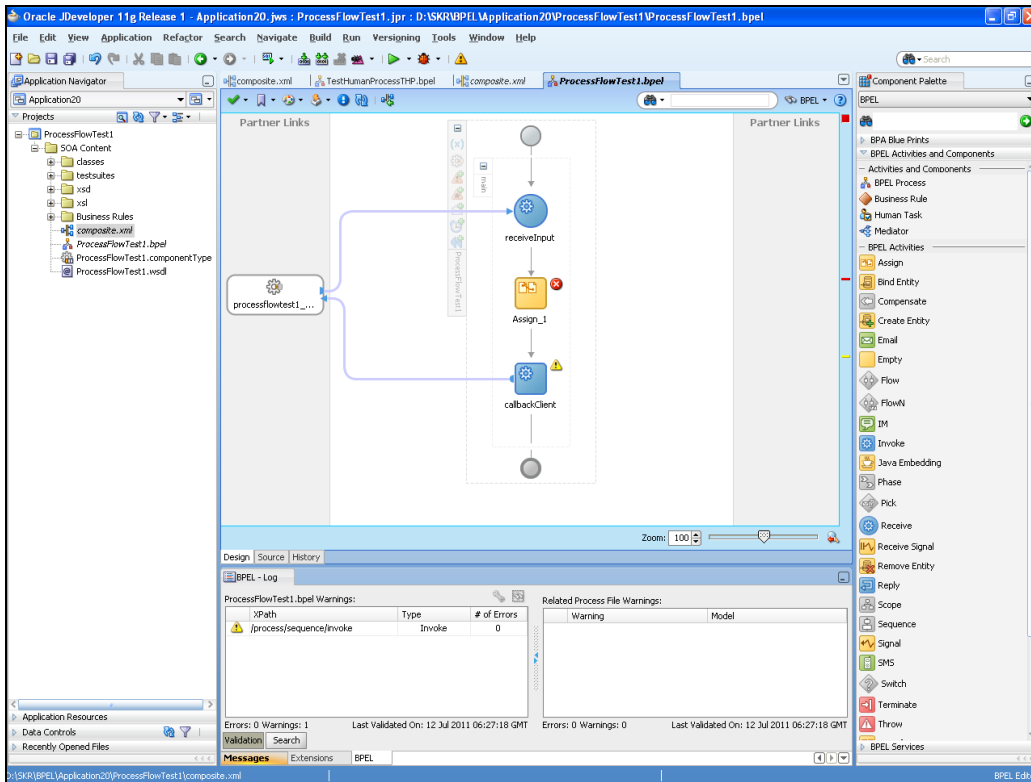 Oracle JDeveloper 11g Release 1 - Application20.jws : ProcessFlowTest1.jpr : D:\SKR\BPEL\Application20\ProcessFlowTest1\ProcessFlowTest1.bpel
File Edit View Application Refactor Search Navigate Build Run Versioning Tools Window Help
Search
Application Navigator
Application20
Projects
ProcessFlowTest1
SOA Content
classes
testsuites
xsd
xsl
Business Rules
composite.xml
ProcessFlowTest1.bpel
ProcessFlowTest1.componentType
ProcessFlowTest1.wsdl
Application Resources
Data Controls
Recently Opened Files
composite.xml TestHumanProcessTHP.bpel composite.xml ProcessFlowTest1.bpel
BPEL
Partner Links
Partner Links
main
ProcessFlowTest1
receiveInput
processflowtest1_...
Assign_1
callbackClient
Zoom: 100
Design Source History
BPEL - Log
ProcessFlowTest1.bpel Warnings:
XPath Type # of Errors
/process/sequence/invoke Invoke 0
Errors: 0 Warnings: 1 Last Validated On: 12 Jul 2011 06:27:18 GMT
Related Process File Warnings:
Warning Model
Errors: 0 Warnings: 0 Last Validated On: 12 Jul 2011 06:27:18 GMT
Validation Search
Messages Extensions BPEL
Component Palette
BPEL
BPA Blue Prints
BPEL Activities and Components
Activities and Components
BPEL Process
Business Rule
Human Task
Mediator
BPEL Activities
Assign
Bind Entity
Compensate
Create Entity
Email
Empty
Flow
FlowN
IM
Invoke
Java Embedding
Phase
Pick
Receive
Receive Signal
Remove Entity
Reply
Scope
Sequence
Signal
SMS
Switch
Terminate
Throw
BPEL Services
D:\SKR\BPEL\Application20\ProcessFlowTest1\composite.xml
BPEL Edit